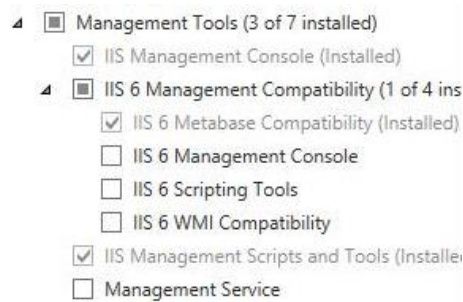 Management Tools (3 of 7 installed)
IIS Management Console (Installed)
IIS 6 Management Compatibility (1 of 4 ins
IIS 6 Metabase Compatibility (Installed)
IIS 6 Management Console
IIS 6 Scripting Tools
IIS 6 WMI Compatibility
IIS Management Scripts and Tools (Installe
Management Service